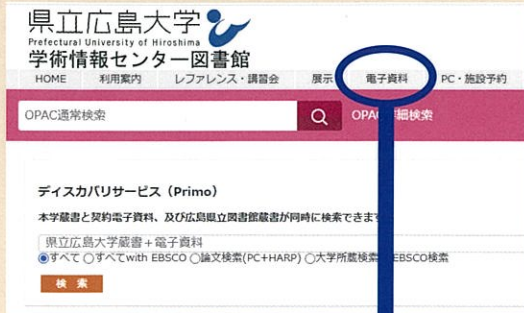 県立広島大学
Prefectural University of Hiroshima
学術情報センター図書館
HOME 利用案内 レファレンス・講習会 展示 電子資料 PC・施設予約
OPAC通常検索 OPAC詳細検索
ディスカバリサービス（Primo）
本学蔵書と契約電子資料、及び広島県立図書館蔵書が同時に検索できます
県立広島大学蔵書＋電子資料
すべて すべてwith EBSCO 論文検索(PC+HARP) 大学所蔵検索 EBSCO検索
検 索